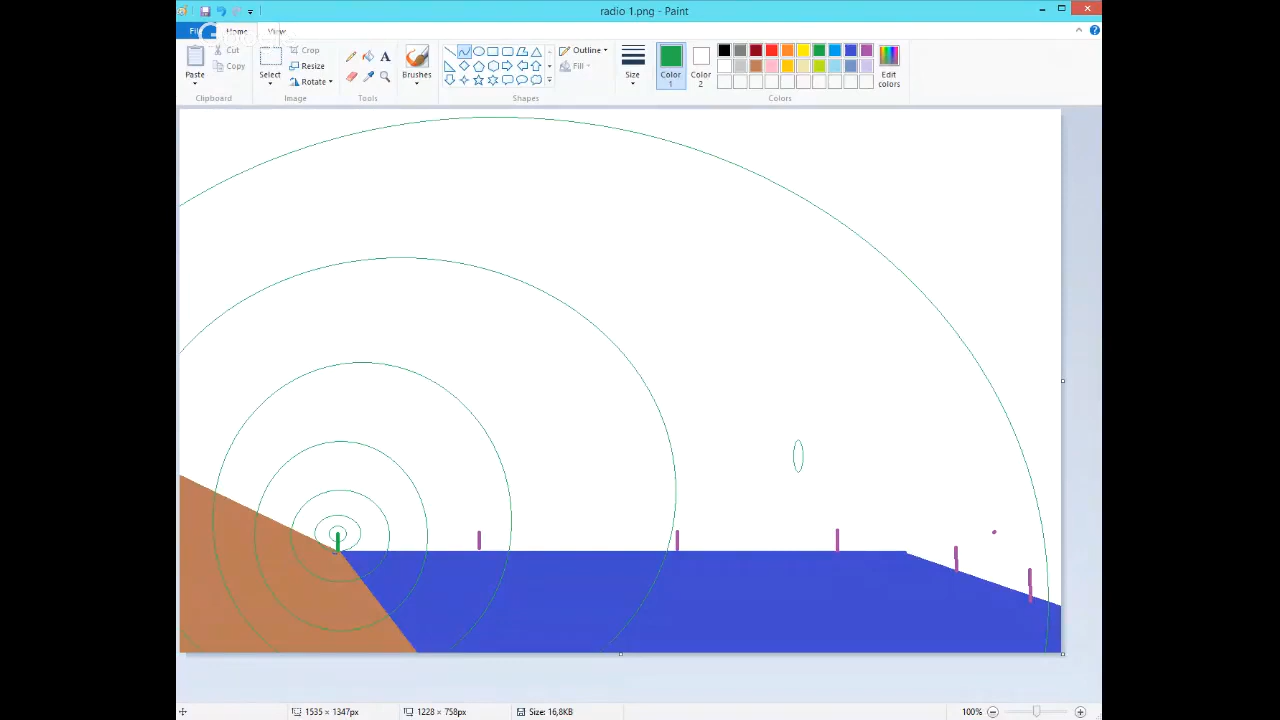 radio 1.png - Paint
Home
View
Paste
Cut
Copy
Clipboard
Select
Crop
Resize
Rotate
Image
Tools
Brushes
Shapes
Outline
Fill
Size
Color 1
Color 2
Edit colors
Colors
1535 × 1347px
1228 × 758px
Size: 16,8KB
100%